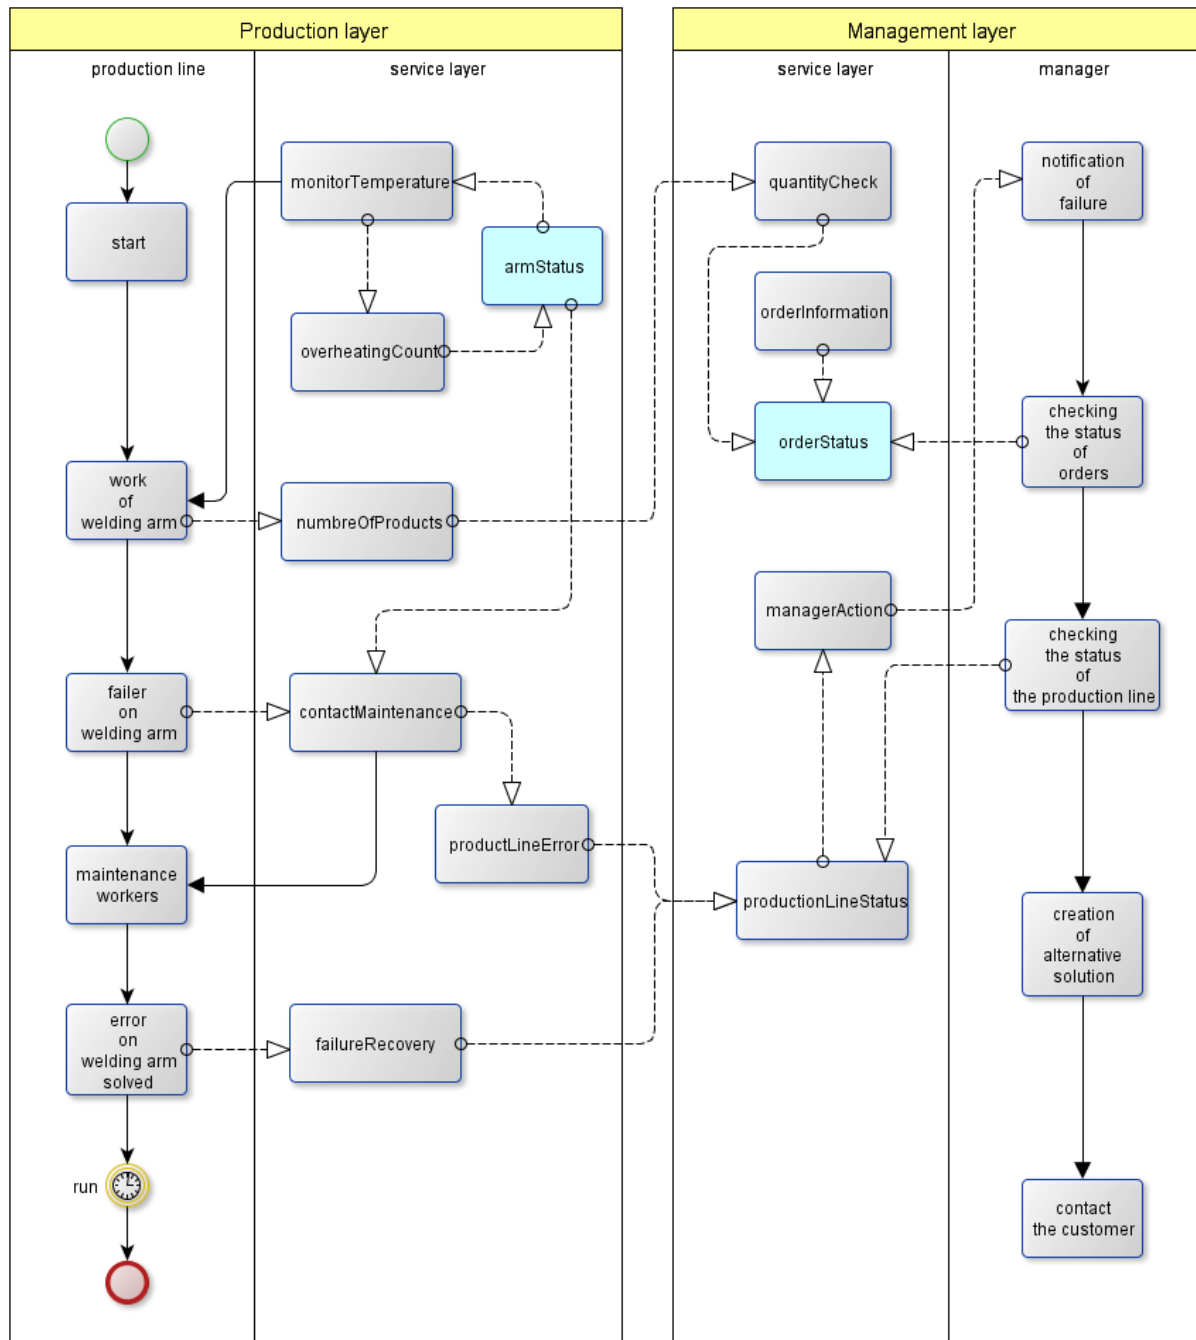 Production layer
production line
service layer
start
work
of
welding arm
failer
on
welding arm
maintenance
workers
error
on
welding arm
solved
run
monitorTemperature
armStatus
overheatingCount
numbreOfProducts
contactMaintenance
productLineError
failureRecovery
Management layer
service layer
manager
quantityCheck
orderInformation
orderStatus
managerAction
productionLineStatus
notification
of
failure
checking
the status
of
orders
checking
the status
of
the production line
creation
of
alternative
solution
contact
the customer